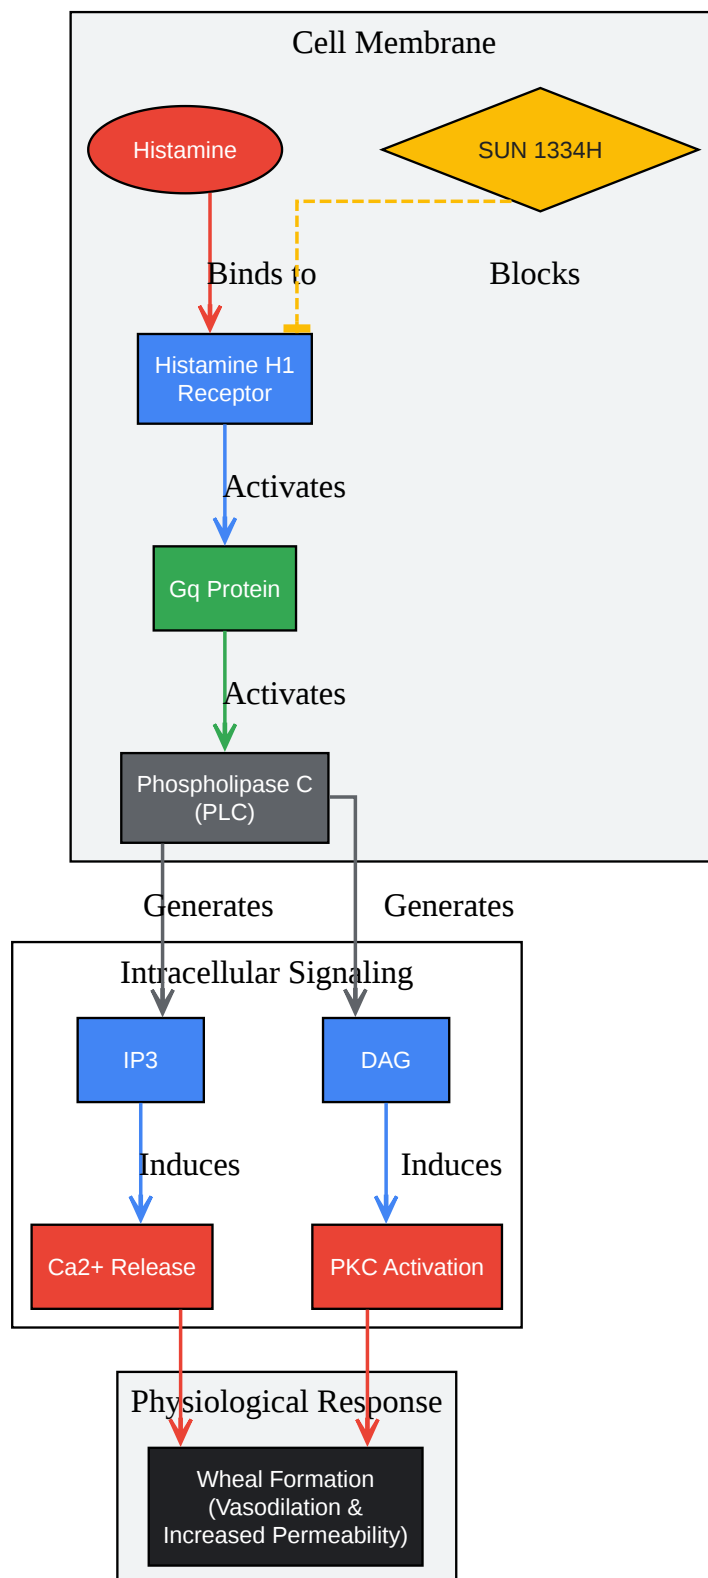 Cell Membrane
Histamine
SUN 1334H
Binds to
Blocks
Histamine H1
Receptor
Activates
Gq Protein
Activates
Phospholipase C
(PLC)
Generates
Generates
Intracellular Signaling
IP3
DAG
Induces
Induces
Ca2+ Release
PKC Activation
Physiological Response
Wheal Formation
(Vasodilation &
Increased Permeability)